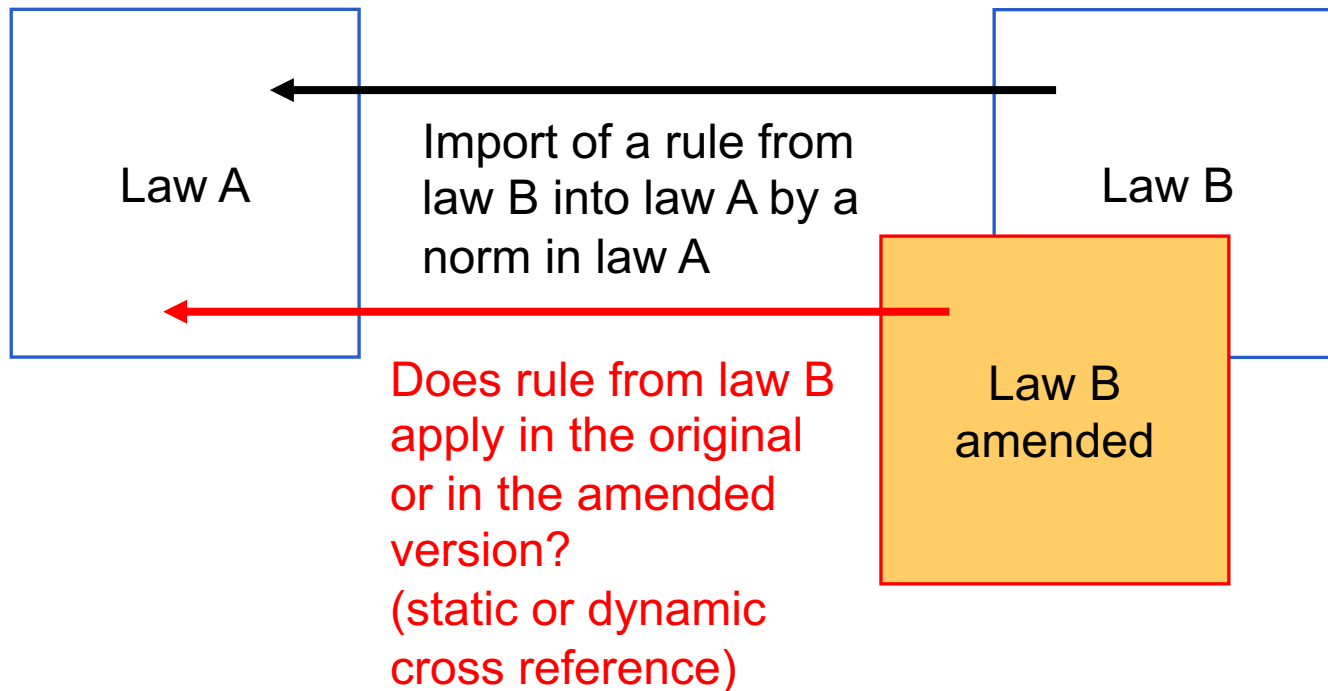 Law A
Import of a rule from
law B into law A by a
norm in law A
Law B
Does rule from law B
apply in the original
or in the amended
version?
(static or dynamic
cross reference)
Law B
amended